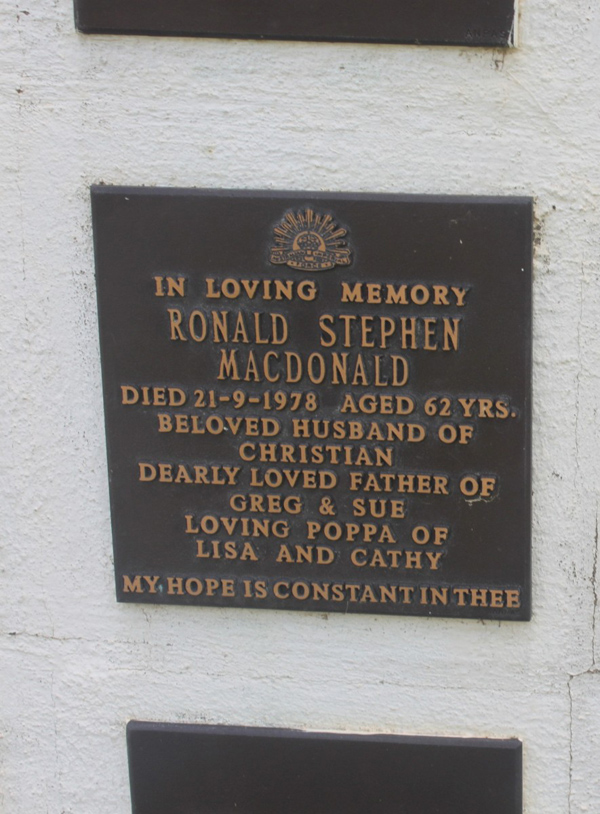 FORCE
IN LOVING MEMORY
RONALD STEPHEN
MACDONALD
DIED 21-9-1978 AGED 62 YRS.
BELOVED HUSBAND OF
CHRISTIAN
DEARLY LOVED FATHER OF
GREG & SUE
LOVING POPPA OF
LISA AND CATHY
MY HOPE IS CONSTANT IN THEE